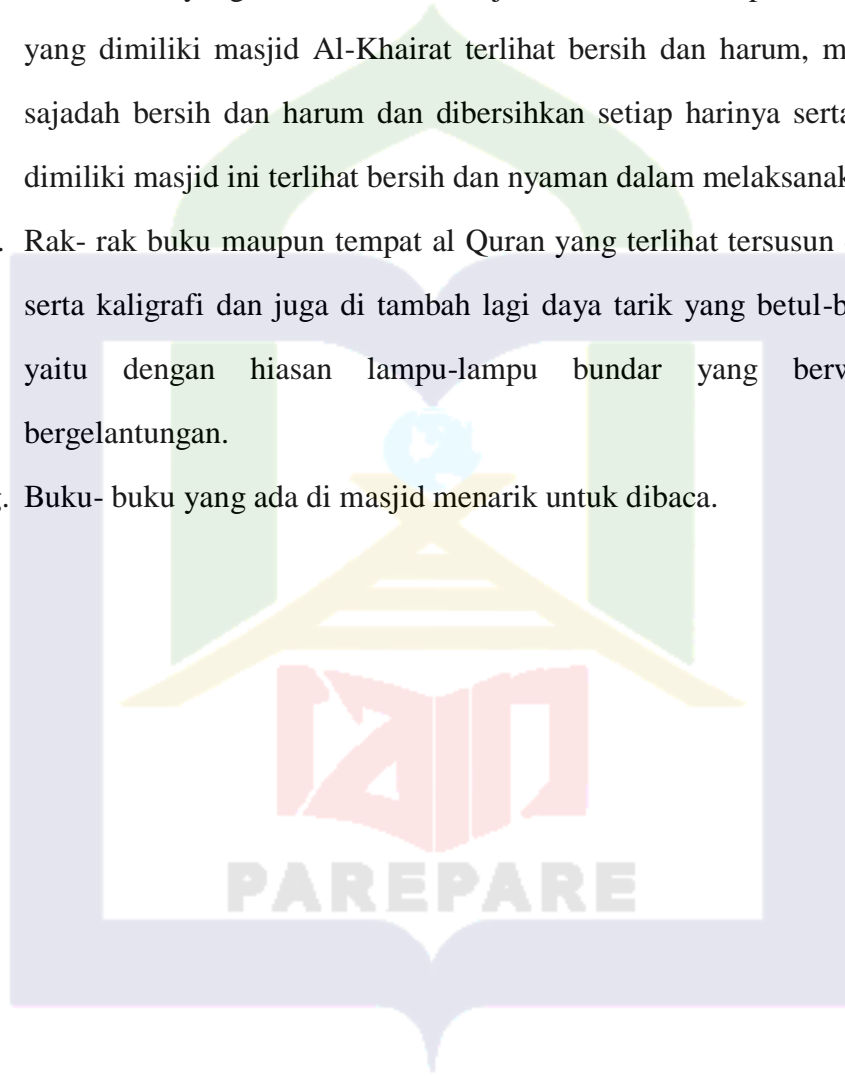 yang dimiliki masjid Al-Khairat terlihat bersih dan harum,
sajadah bersih dan harum dan dibersihkan setiap harinya serta
dimiliki masjid ini terlihat bersih dan nyaman dalam
. Rak- rak buku maupun tempat al Quran yang terlihat tersusun
serta kaligrafi dan juga di tambah lagi daya tarik yang
yaitu dengan hiasan lampu-lampu bundar yang
bergelantungan.
g. Buku- buku yang ada di masjid menarik untuk dibaca.
iain
PAREPARE